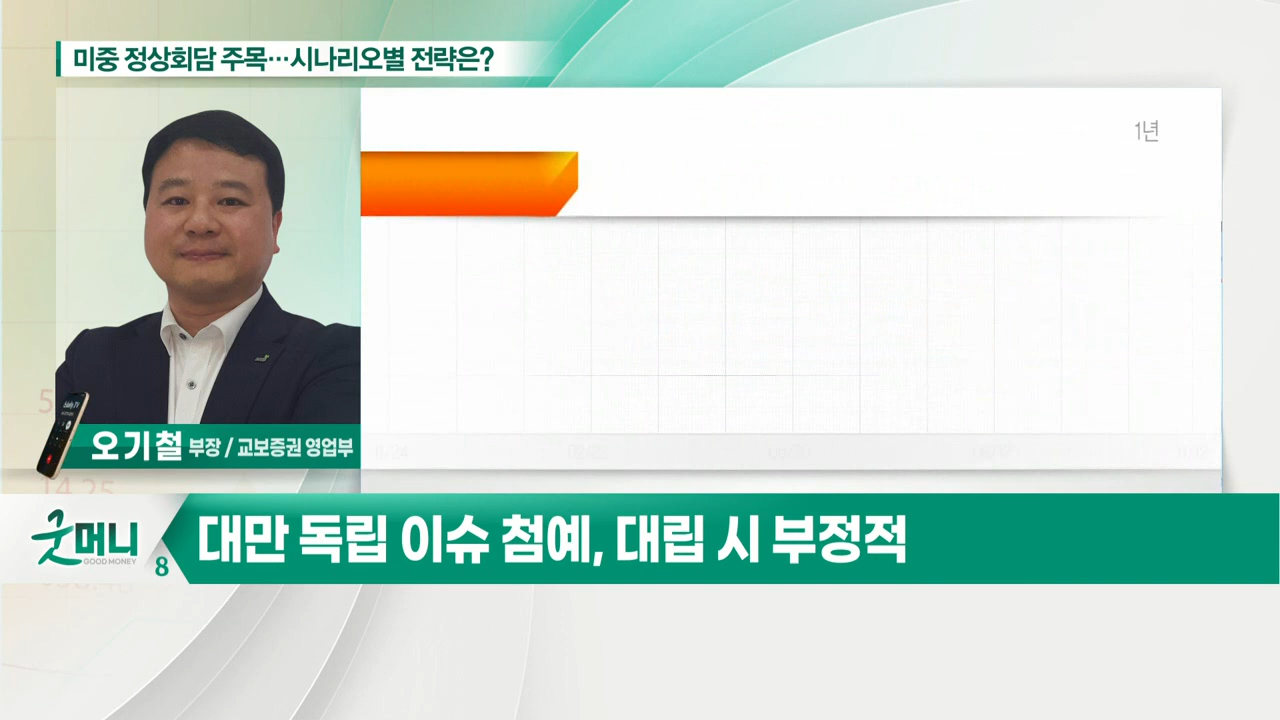 미중 정상회담 주목…시나리오별 전략은?
1년
오기철 부장 / 교보증권 영업부
굿머니
GOOD MONEY
8
대만 독립 이슈 첨예, 대립 시 부정적